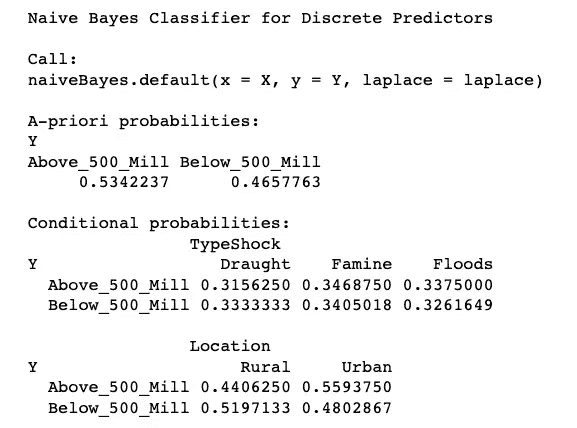 Naive Bayes Classifier for Discrete Predictors
Call:
naiveBayes.default(x = X, y = Y, laplace = laplace)
A-priori probabilities:
Y
Above_500_Mill Below_500_Mill
0.5342237 0.4657763
Conditional probabilities:
TypeShock
Y Draught Famine Floods
Above_500_Mill 0.3156250 0.3468750 0.3375000
Below_500_Mill 0.3333333 0.3405018 0.3261649
Location
Y Rural Urban
Above_500_Mill 0.4406250 0.5593750
Below_500_Mill 0.5197133 0.4802867